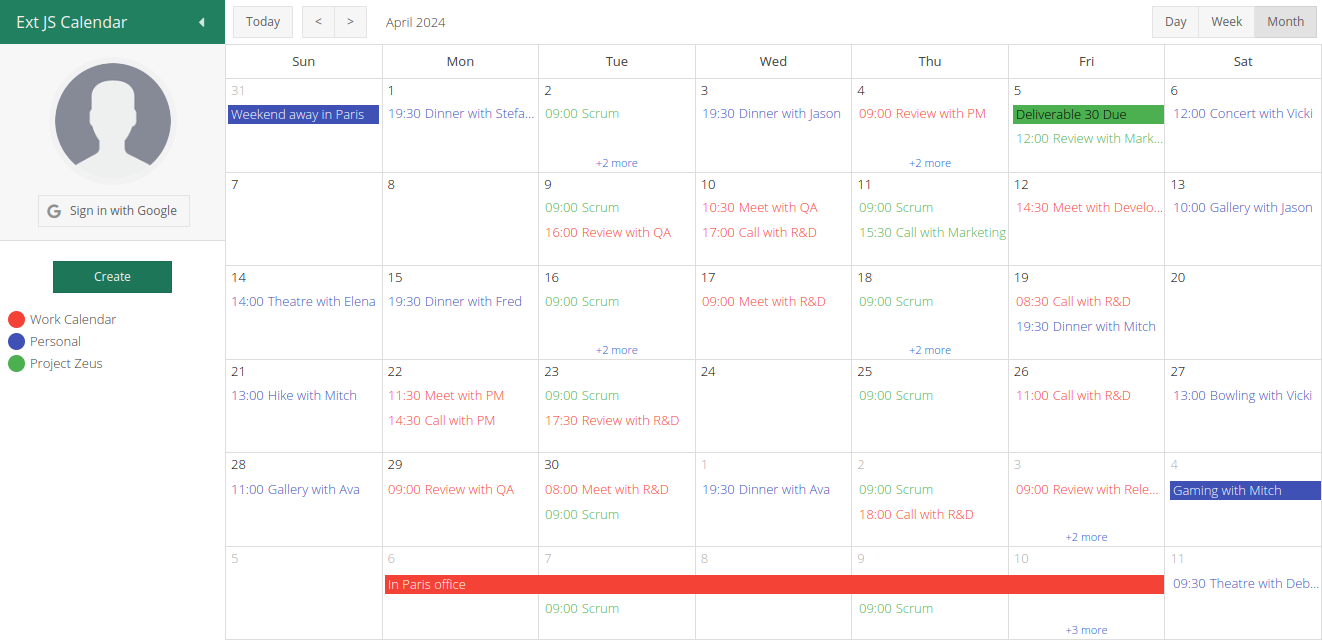 Ext JS Calendar
Today < > April 2024 Day Week Month
Sign in with Google
Create
Work Calendar
Personal
Project Zeus
Sun Mon Tue Wed Thu Fri Sat
31 1 2 3 4 5 6
Weekend away in Paris 19:30 Dinner with Stefa... 09:00 Scrum 19:30 Dinner with Jason 09:00 Review with PM Deliverable 30 Due 12:00 Concert with Vicki
12:00 Review with Mark...
+2 more +2 more
7 8 9 10 11 12 13
09:00 Scrum 10:30 Meet with QA 09:00 Scrum 14:30 Meet with Develo... 10:00 Gallery with Jason
16:00 Review with QA 17:00 Call with R&D 15:30 Call with Marketing
14 15 16 17 18 19 20
14:00 Theatre with Elena 19:30 Dinner with Fred 09:00 Scrum 09:00 Meet with R&D 09:00 Scrum 08:30 Call with R&D
19:30 Dinner with Mitch
+2 more +2 more
21 22 23 24 25 26 27
13:00 Hike with Mitch 11:30 Meet with PM 09:00 Scrum 09:00 Scrum 11:00 Call with R&D 13:00 Bowling with Vicki
14:30 Call with PM 17:30 Review with R&D
28 29 30 1 2 3 4
11:00 Gallery with Ava 09:00 Review with QA 08:00 Meet with R&D 19:30 Dinner with Ava 09:00 Scrum 09:00 Review with Rele... Gaming with Mitch
09:00 Scrum 18:00 Call with R&D
+2 more
5 6 7 8 9 10 11
In Paris office 09:30 Theatre with Deb...
09:00 Scrum 09:00 Scrum
+3 more